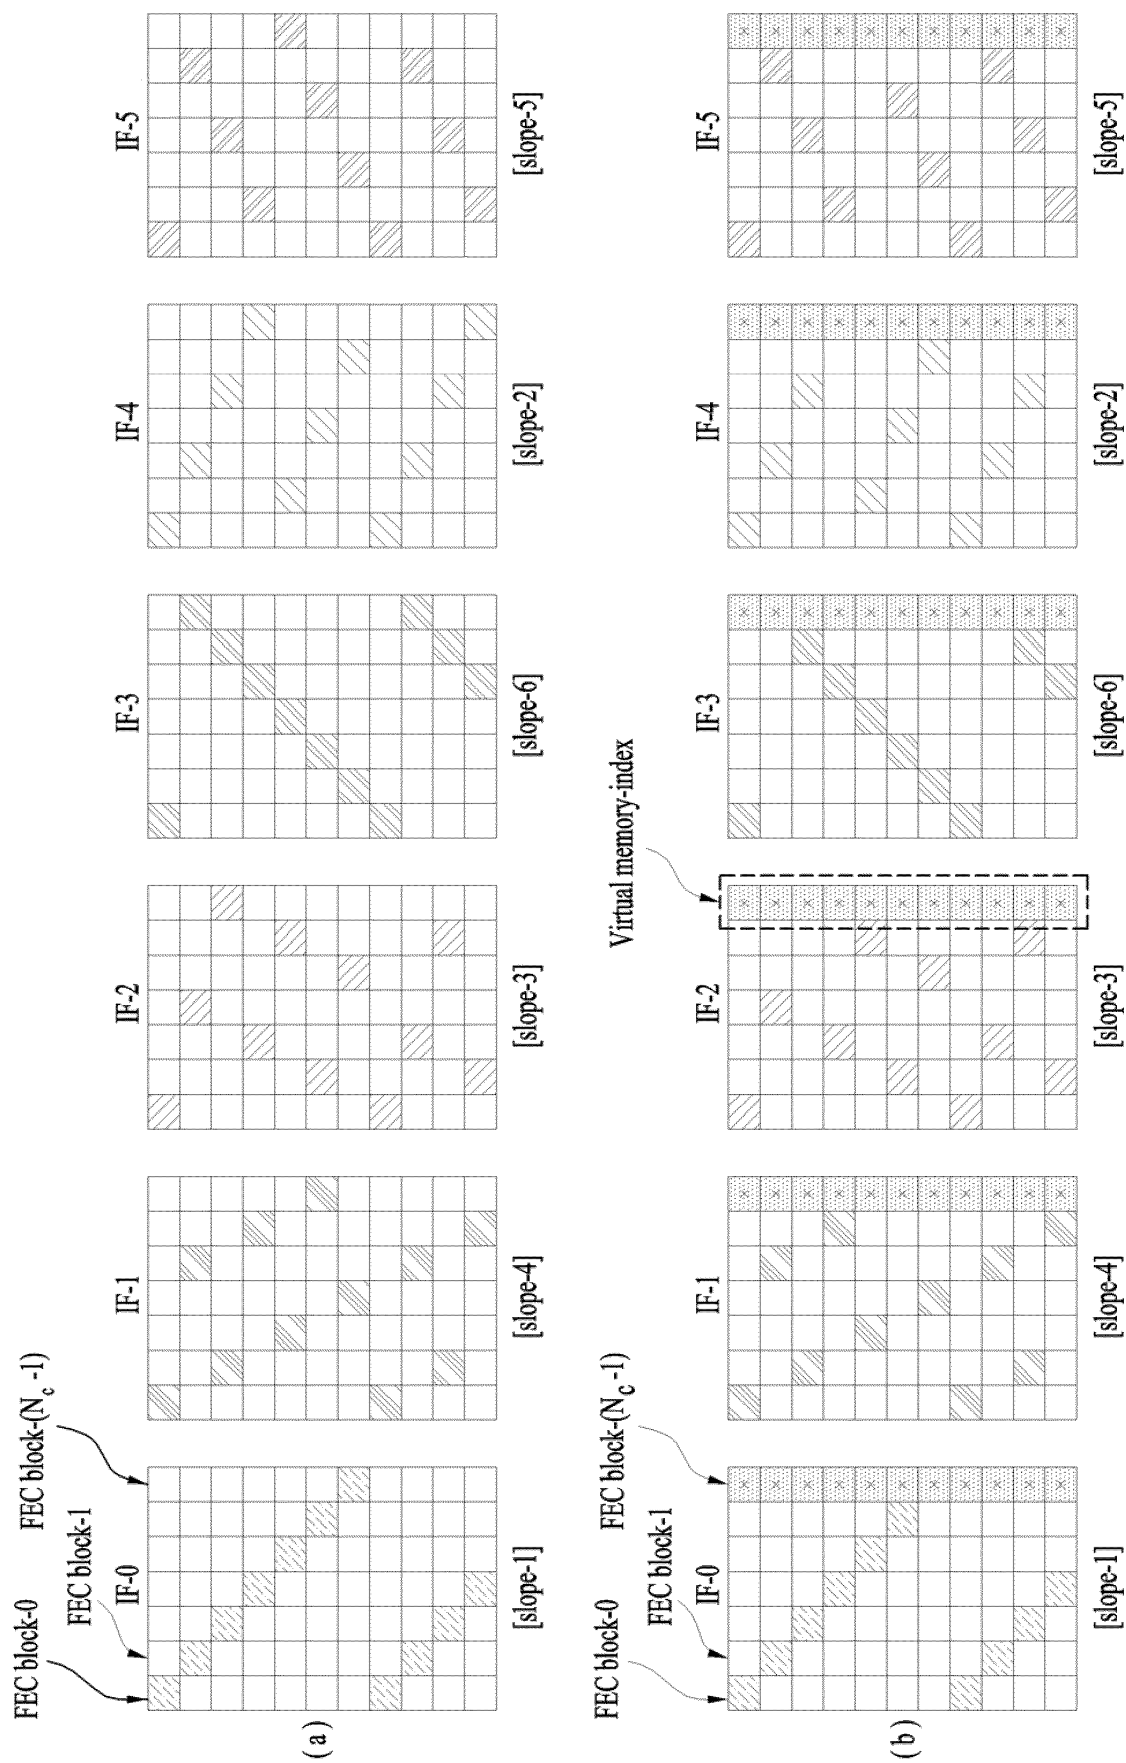 FEC block-0
FEC block-1
FEC block-(Nc -1)
IF-0
IF-1
IF-2
IF-3
IF-4
IF-5
(a)
[slope-1]
[slope-4]
[slope-3]
[slope-6]
[slope-2]
[slope-5]
FEC block-0
FEC block-1
FEC block-(Nc -1)
Virtual memory-index
IF-0
IF-1
IF-2
IF-3
IF-4
IF-5
(b)
[slope-1]
[slope-4]
[slope-3]
[slope-6]
[slope-2]
[slope-5]